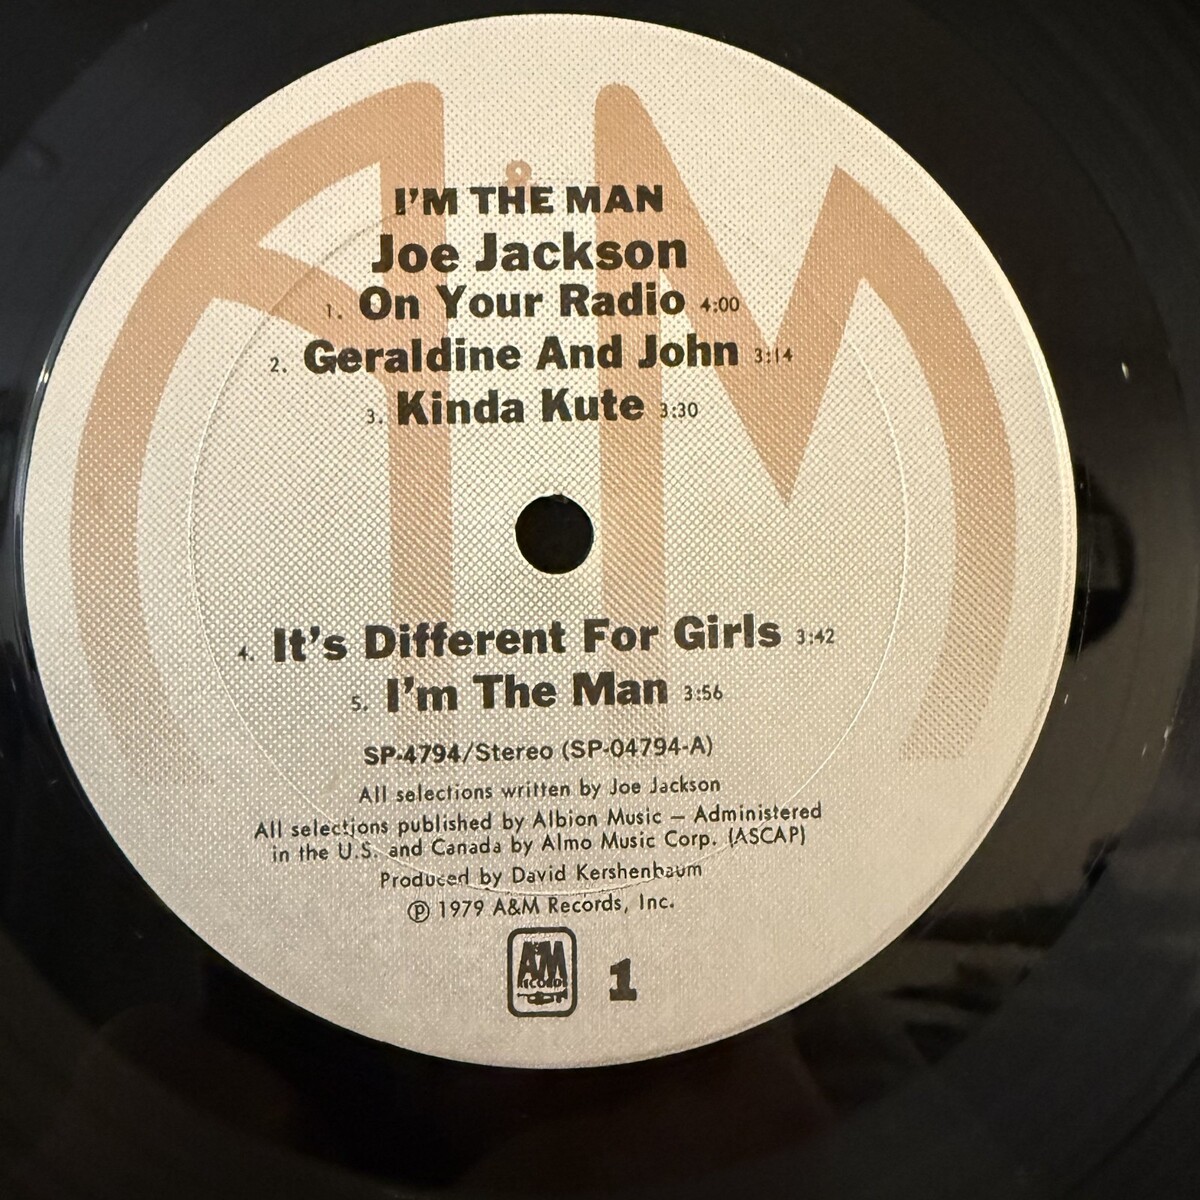 A&M
I'M THE MAN
Joe Jackson
1. On Your Radio 4:00
2. Geraldine And John 3:14
3. Kinda Kute 3:30
4. It's Different For Girls 3:42
5. I'm The Man 3:56
SP-4794/Stereo (SP-04794-A)
All selections written by Joe Jackson
All selections published by Albion Music — Administered
in the U.S. and Canada by Almo Music Corp. (ASCAP)
Produced by David Kershenbaum
℗ 1979 A&M Records, Inc.
A&M
RECORDS
1